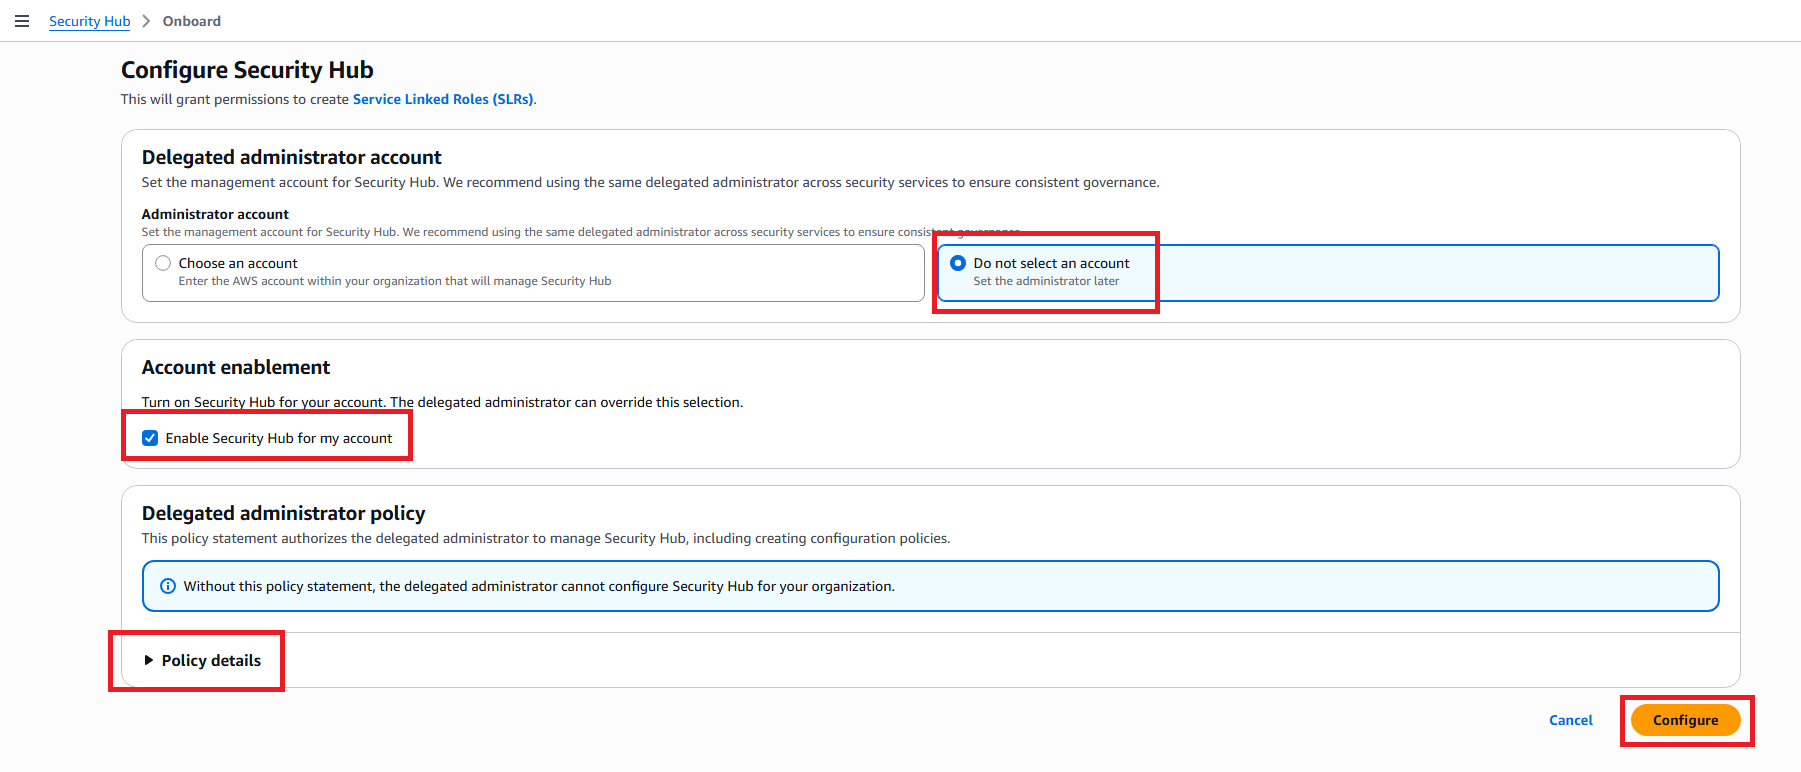 Security Hub > Onboard
Configure Security Hub
This will grant permissions to create Service Linked Roles (SLRs).
Delegated administrator account
Set the management account for Security Hub. We recommend using the same delegated administrator across security services to ensure consistent governance.
Administrator account
Set the management account for Security Hub. We recommend using the same delegated administrator across security services to ensure consistent governance.
Choose an account
Enter the AWS account within your organization that will manage Security Hub
Do not select an account
Set the administrator later
Account enablement
Turn on Security Hub for your account. The delegated administrator can override this selection.
Enable Security Hub for my account
Delegated administrator policy
This policy statement authorizes the delegated administrator to manage Security Hub, including creating configuration policies.
Without this policy statement, the delegated administrator cannot configure Security Hub for your organization.
Policy details
Cancel
Configure